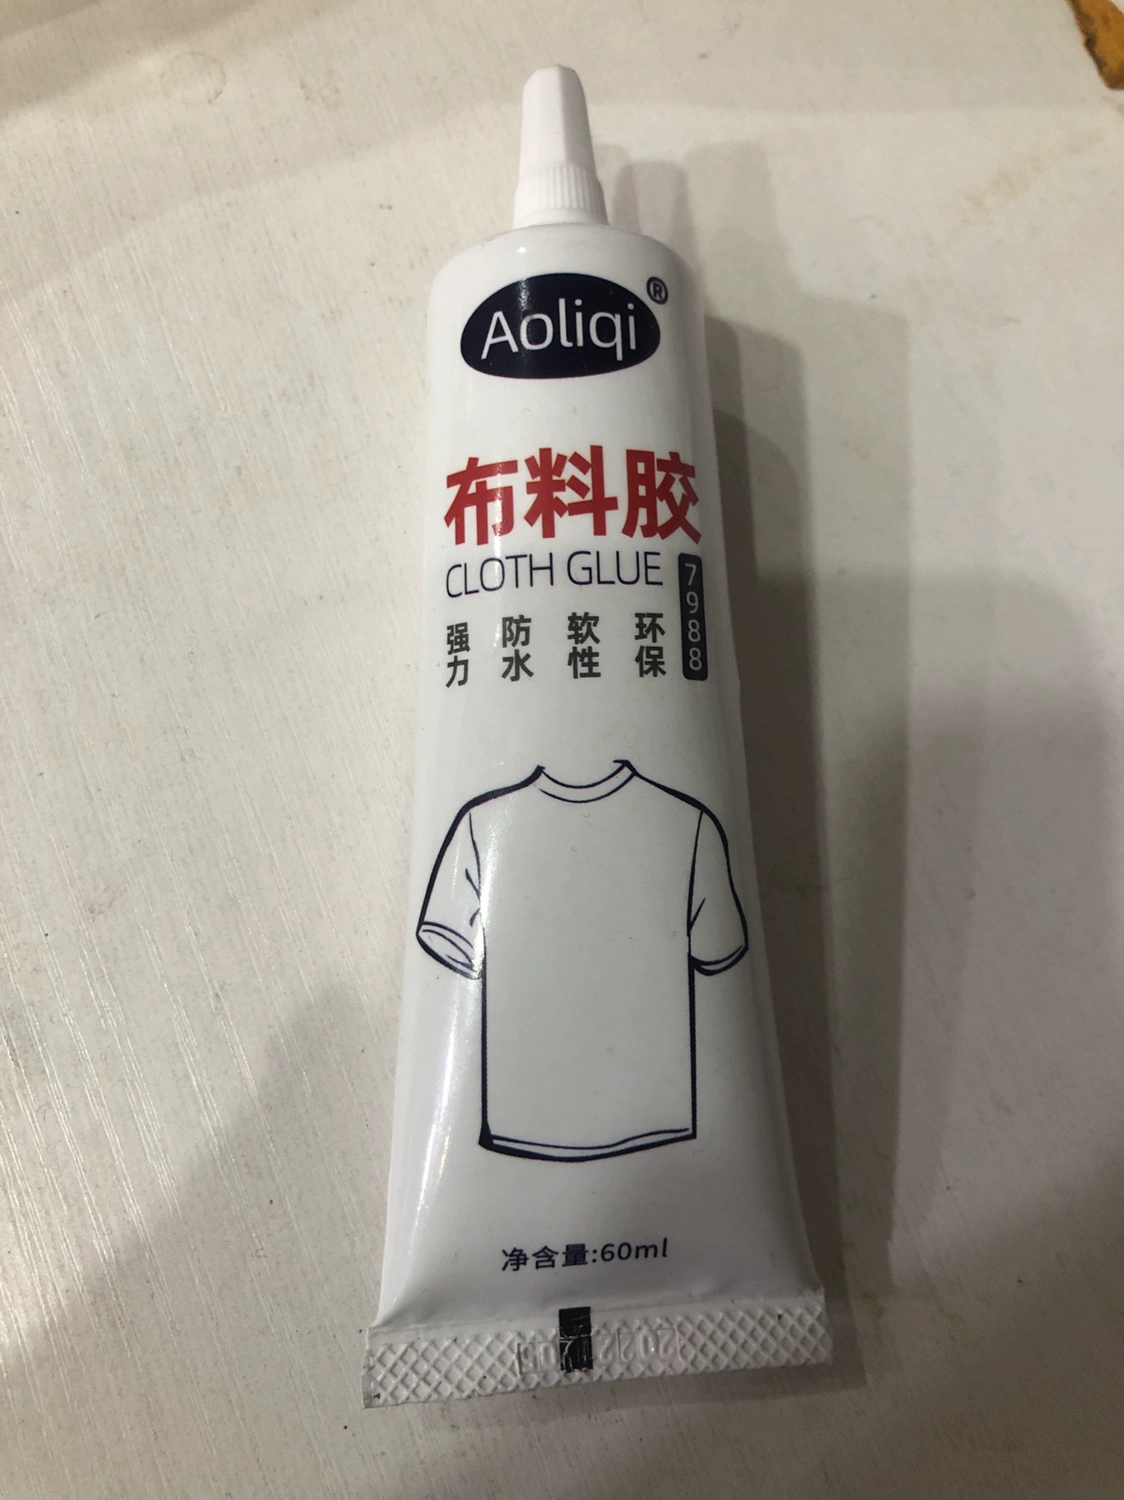 Aoliqi®
布料胶
CLOTH GLUE
7988
强力 防水 软性 环保
净含量:60ml